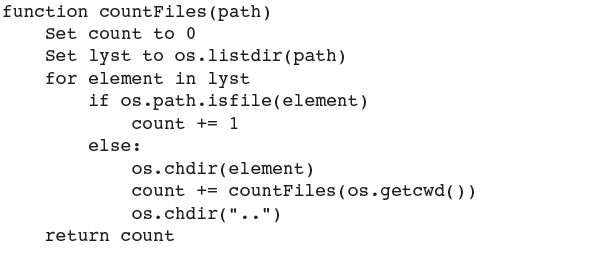 function countFiles(path)
    Set count to 0
    Set lyst to os.listdir(path)
    for element in lyst
        if os.path.isfile(element)
            count += 1
        else:
            os.chdir(element)
            count += countFiles(os.getcwd())
            os.chdir("..")
    return count